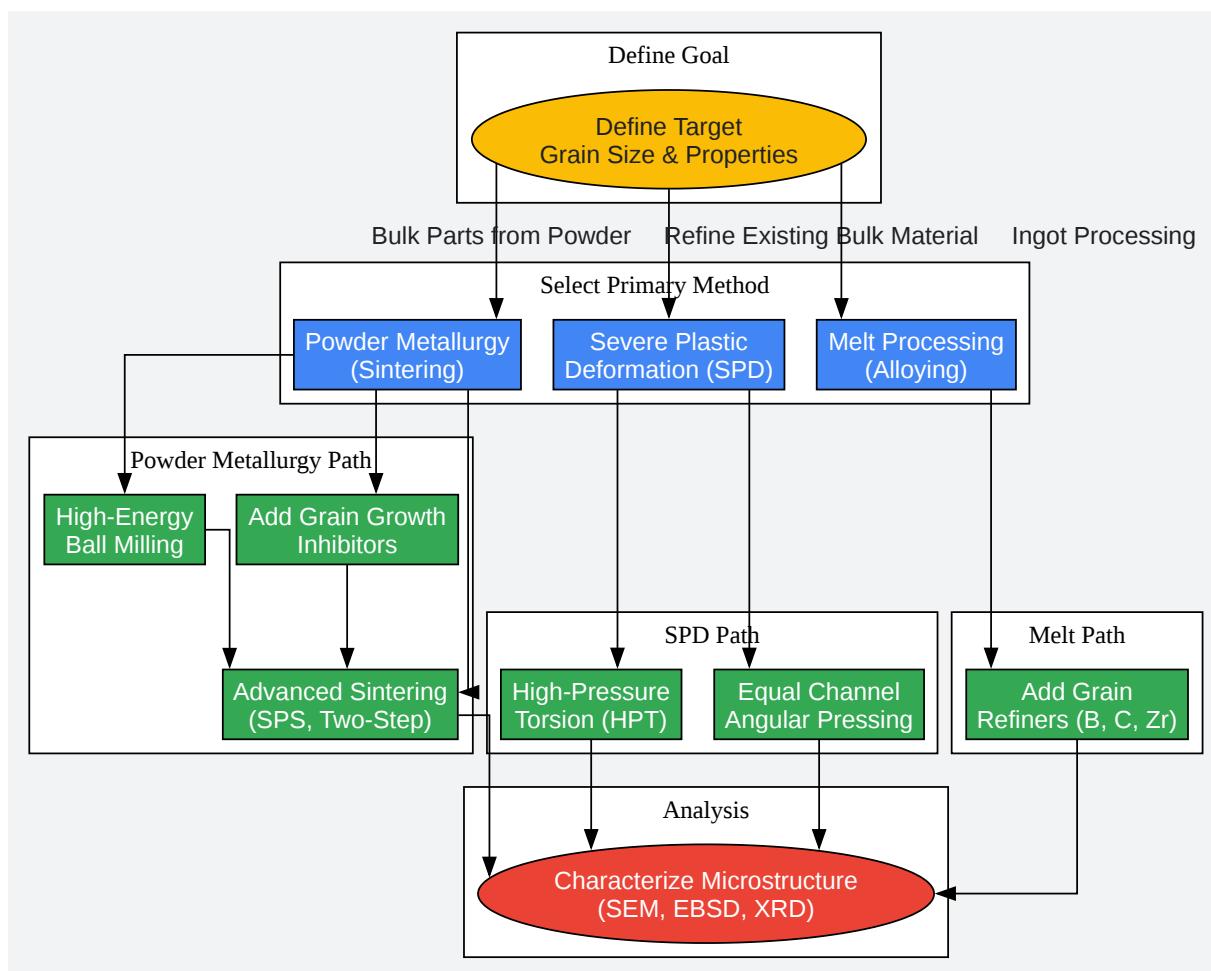 Define Goal
Define Target
Grain Size & Properties
Bulk Parts from Powder
Refine Existing Bulk Material
Ingot Processing
Select Primary Method
Powder Metallurgy
(Sintering)
Severe Plastic
Deformation (SPD)
Melt Processing
(Alloying)
Powder Metallurgy Path
High-Energy
Ball Milling
Add Grain Growth
Inhibitors
Advanced Sintering
(SPS, Two-Step)
SPD Path
High-Pressure
Torsion (HPT)
Equal Channel
Angular Pressing
Melt Path
Add Grain
Refiners (B, C, Zr)
Analysis
Characterize Microstructure
(SEM, EBSD, XRD)